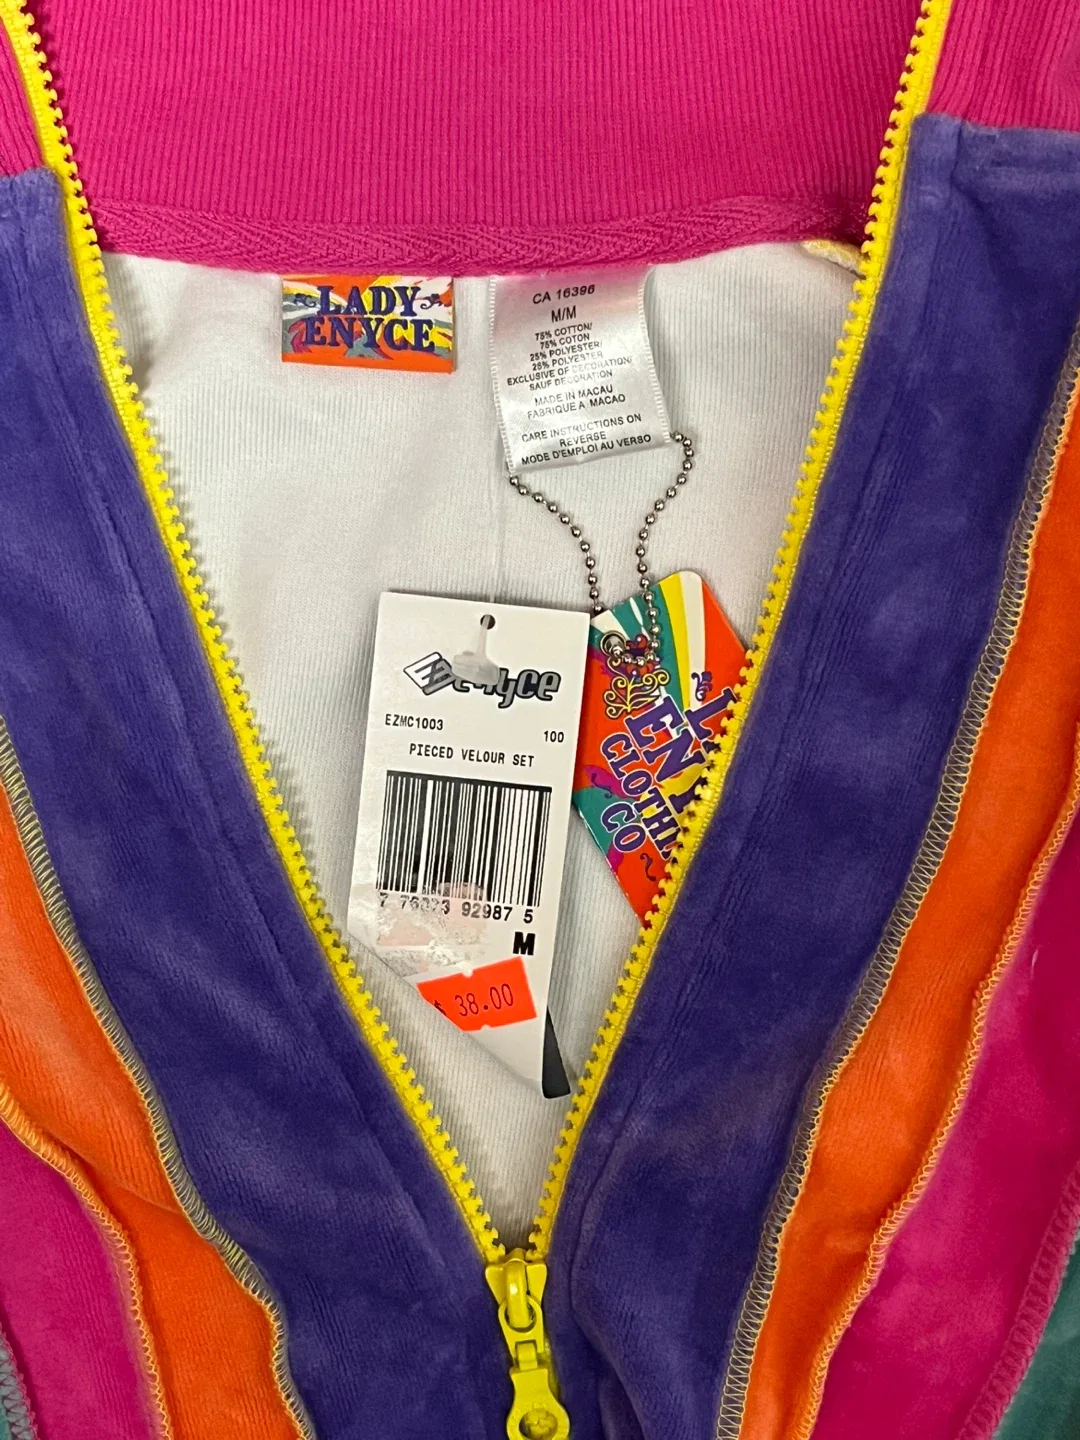 LADY
ENYCE
CA 16396
M/M
75% COTTON/
75% COTON
25% POLYESTER/
25% POLYESTER
EXCLUSIVE OF DECORATION/
SAUF DECORATION
MADE IN MACAU
FABRIQUE A MACAO
CARE INSTRUCTIONS ON
REVERSE
MODE D'EMPLOI AU VERSO
enyce
EZMC1003
100
PIECED VELOUR SET
92987 5
M
$ 38.00
CLOTHI
CO